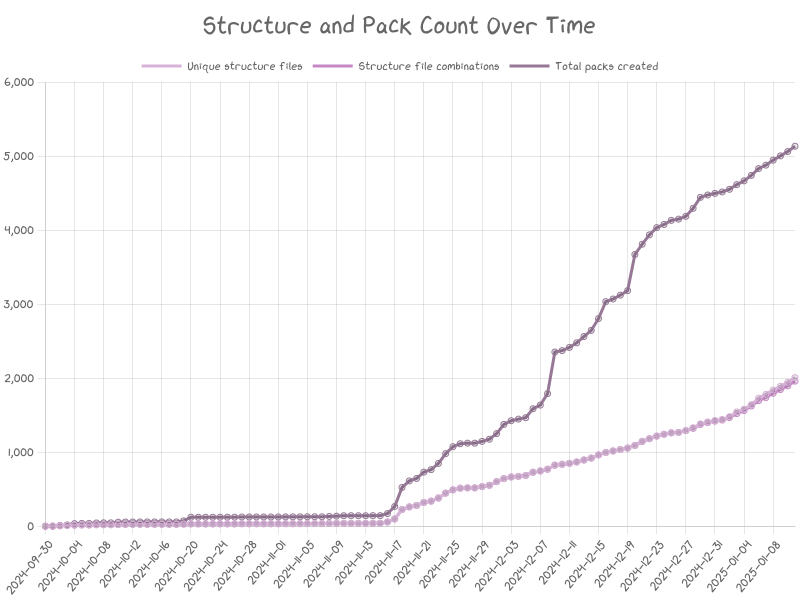 Structure and Pack Count Over Time
Unique structure files Structure file combinations Total packs created
6,000
5,000
4,000
3,000
2,000
1,000
0
2024-09-30 2024-10-04 2024-10-08 2024-10-12 2024-10-16 2024-10-20 2024-10-24 2024-10-28 2024-11-01 2024-11-05 2024-11-09 2024-11-13 2024-11-17 2024-11-21 2024-11-25 2024-11-29 2024-12-03 2024-12-07 2024-12-11 2024-12-15 2024-12-19 2024-12-23 2024-12-27 2024-12-31 2025-01-04 2025-01-08